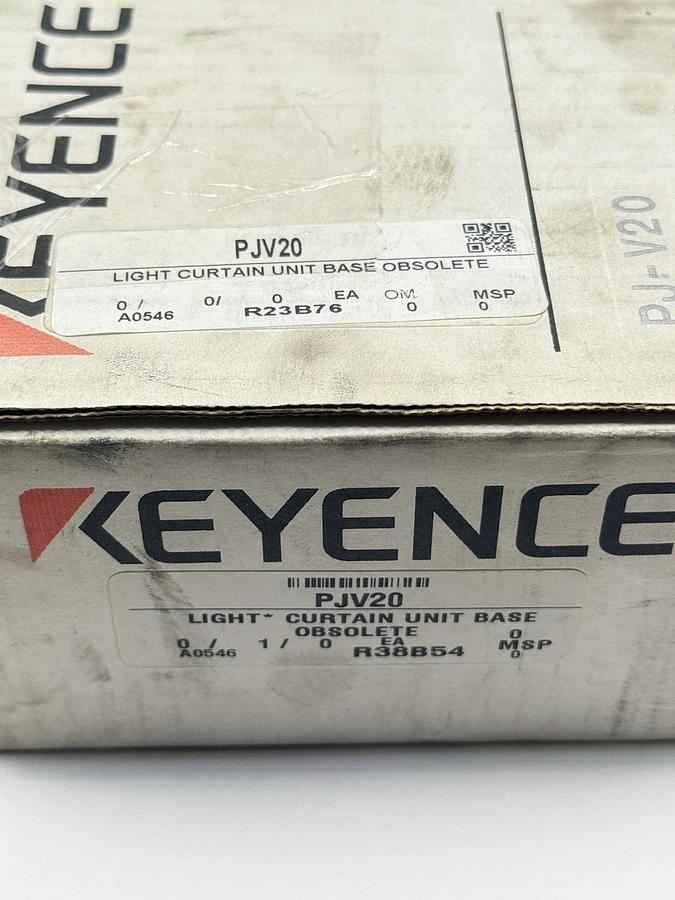 KEYENCE
PJ-V20
PJV20
LIGHT CURTAIN UNIT BASE OBSOLETE
0 / 0/ 0 EA OM MSP
A0546 R23B76 0 0
KEYENCE
PJV20
LIGHT* CURTAIN UNIT BASE
OBSOLETE 0
0 / 1 / 0 EA MSP
A0546 R38B54 0